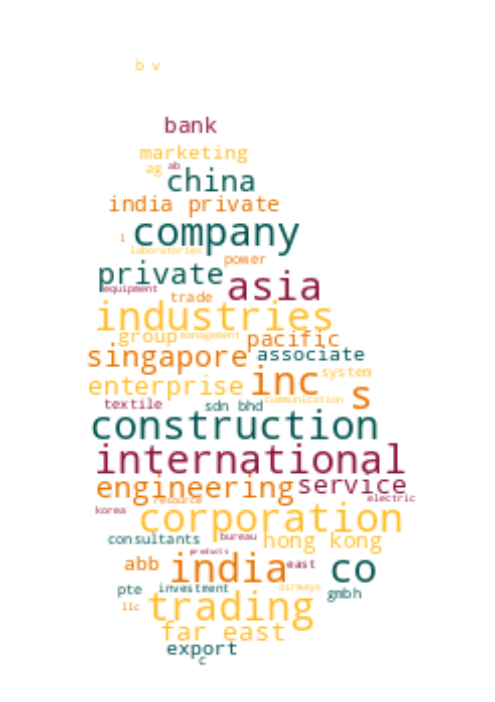 b v
bank
marketing
ag ab
china
india private
i company
laboratories
power
private asia
equipment
trade
industries
group management pacific
singapore associate
enterprise inc system
communication s
textile sdn bhd
construction
international
engineering service
resource electric
korea corporation
consultants bureau hong kong
products
abb india east co
pte investment airways gmbh
llc trading
far east
export
c